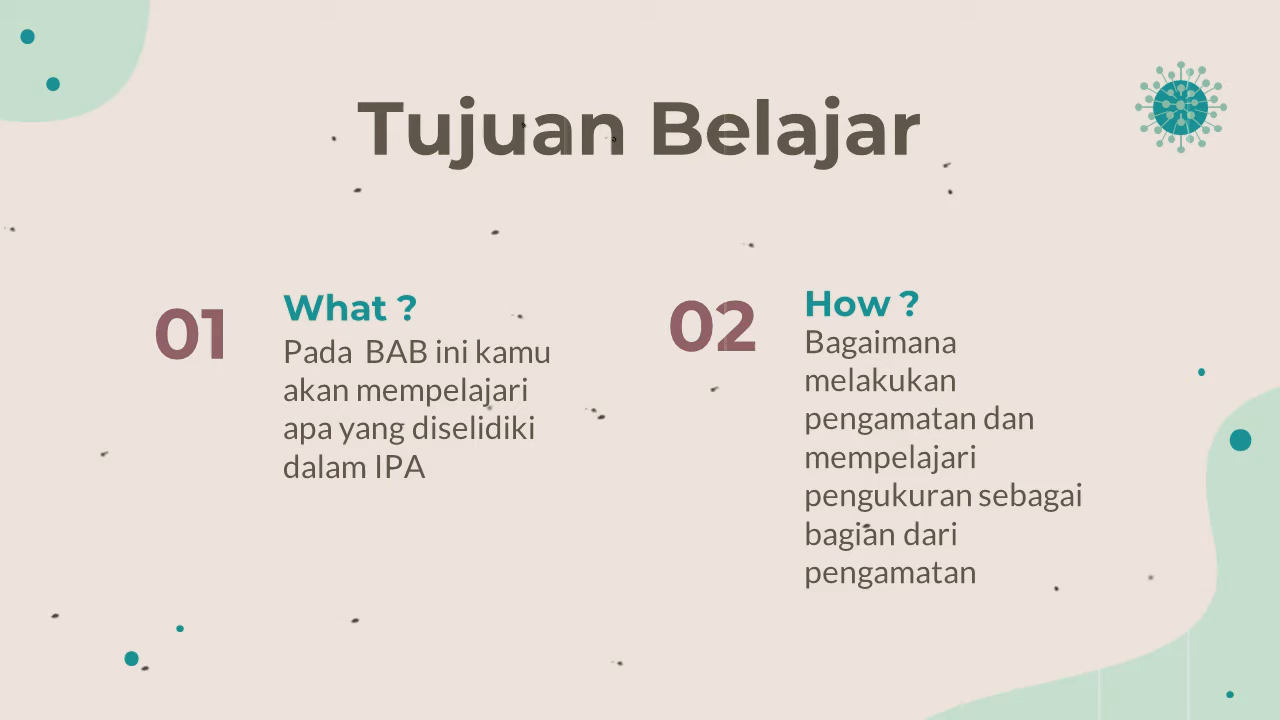 Tujuan Belajar
01
What ?
Pada BAB ini kamu
akan mempelajari
apa yang diselidiki
dalam IPA
02
How ?
Bagaimana
melakukan
pengamatan dan
mempelajari
pengukuran sebagai
bagian dari
pengamatan